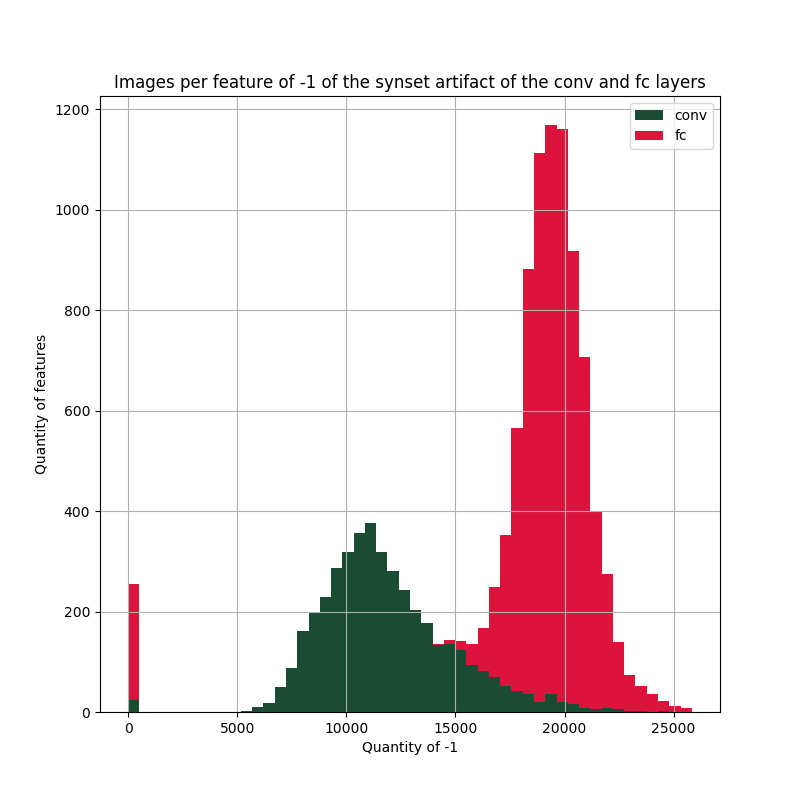 Images per feature of -1 of the synset artifact of the conv and fc layers
conv
fc
1200
1000
800
600
400
200
0
Quantity of features
0 5000 10000 15000 20000 25000
Quantity of -1